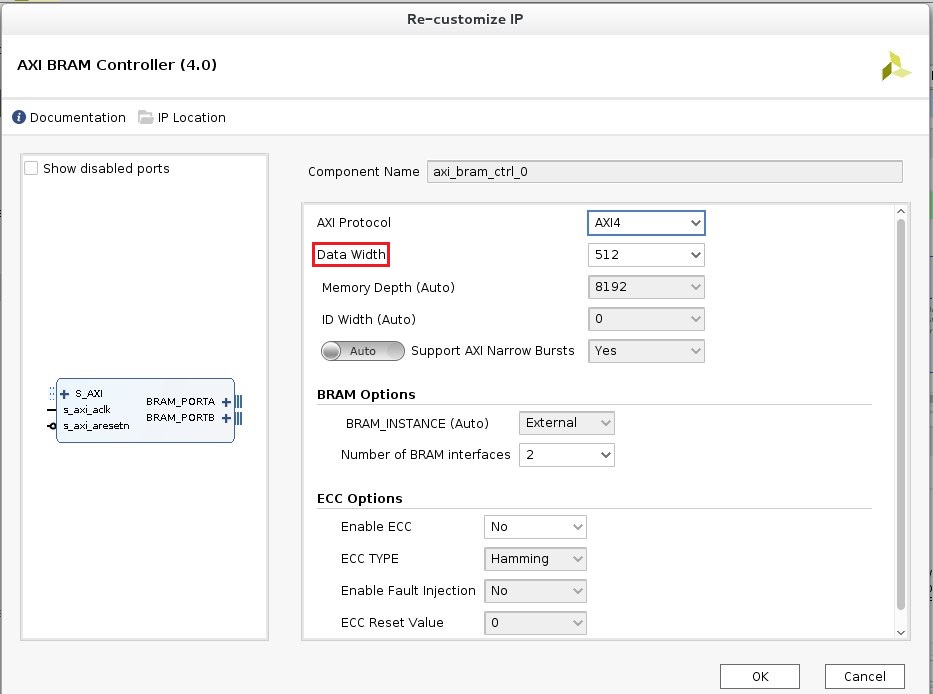 Re-customize IP
AXI BRAM Controller (4.0)
Documentation IP Location
Show disabled ports
S_AXI
s_axi_aclk
s_axi_aresetn
BRAM_PORTA
BRAM_PORTB
Component Name axi_bram_ctrl_0
AXI Protocol AXI4
Data Width 512
Memory Depth (Auto) 8192
ID Width (Auto) 0
Auto Support AXI Narrow Bursts Yes
BRAM Options
BRAM_INSTANCE (Auto) External
Number of BRAM interfaces 2
ECC Options
Enable ECC No
ECC TYPE Hamming
Enable Fault Injection No
ECC Reset Value 0
OK Cancel